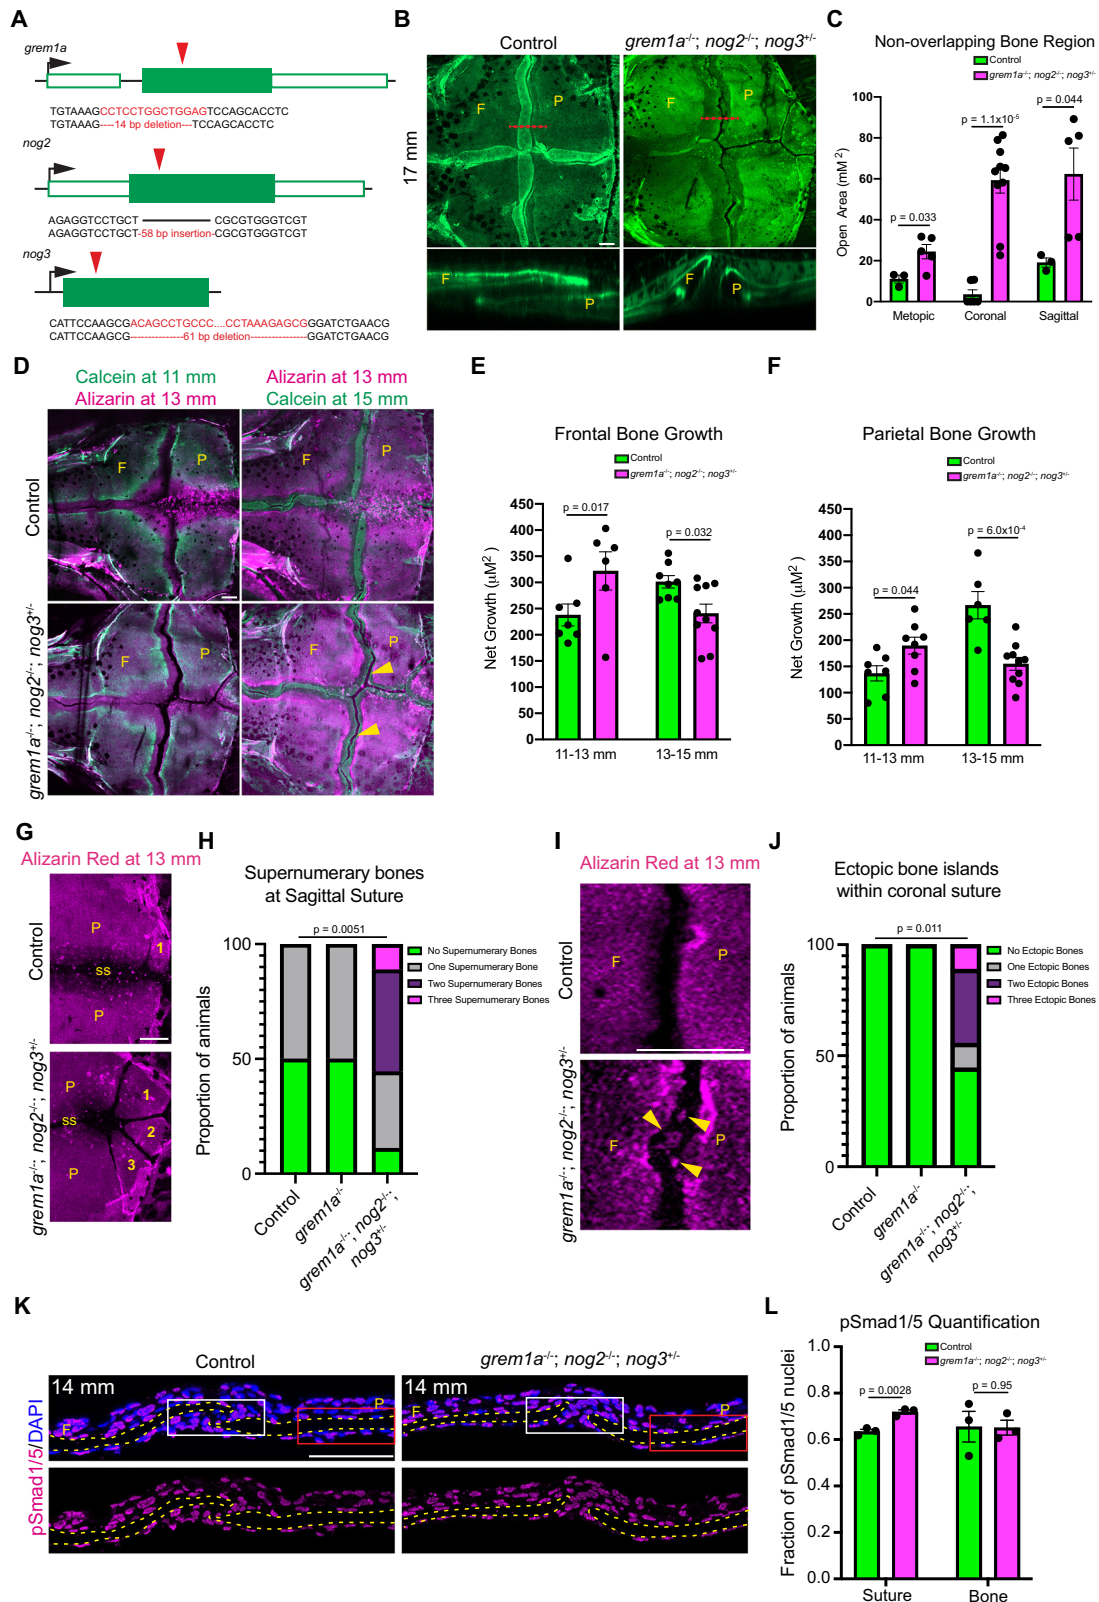 A
grem1a
TGTAAAGCCTCCTGGCTGGAGTCCAGCACCTC
TGTAAAG----14 bp deletion---TCCAGCACCTC
nog2
AGAGGTCCTGCT CGCGTGGGTCGT
AGAGGTCCTGCT-58 bp insertion-CGCGTGGGTCGT
nog3
CATTCCAAGCGACAGCCTGCCC....CCTAAAGAGCGGGATCTGAACG
CATTCCAAGCG----------------61 bp deletion----------------GGATCTGAACG
B
Control
grem1a-/-; nog2-/-; nog3+/-
17 mm
F
P
F
P
F
P
F
P
C
Non-overlapping Bone Region
Control
grem1a-/-; nog2-/-; nog3+/-
p = 0.033
p = 1.1x10-5
p = 0.044
Open Area (mM2)
100
80
60
40
20
0
Metopic
Coronal
Sagittal
D
Calcein at 11 mm
Alizarin at 13 mm
Alizarin at 13 mm
Calcein at 15 mm
Control
grem1a-/-; nog2-/-; nog3+/-
F
P
F
P
F
P
F
P
E
Frontal Bone Growth
Control
grem1a-/-; nog2-/-; nog3+/-
p = 0.017
p = 0.032
Net Growth (μM2)
450
400
350
300
250
200
150
100
50
0
11-13 mm
13-15 mm
F
Parietal Bone Growth
Control
grem1a-/-; nog2-/-; nog3+/-
p = 0.044
p = 6.0x10-4
Net Growth (μM2)
450
400
350
300
250
200
150
100
50
0
11-13 mm
13-15 mm
G
Alizarin Red at 13 mm
Control
grem1a-/-; nog2-/-; nog3+/-
P
1
ss
P
P
1
ss
2
3
P
H
Supernumerary bones
at Sagittal Suture
p = 0.0051
Proportion of animals
100
50
0
No Supernumerary Bones
One Supernumerary Bone
Two Supernumerary Bones
Three Supernumerary Bones
Control
grem1a-/-
grem1a-/-; nog2-/-;
nog3+/-
I
Alizarin Red at 13 mm
Control
grem1a-/-; nog2-/-; nog3+/-
F
P
F
P
J
Ectopic bone islands
within coronal suture
p = 0.011
Proportion of animals
100
50
0
No Ectopic Bones
One Ectopic Bones
Two Ectopic Bones
Three Ectopic Bones
Control
grem1a-/-
grem1a-/-; nog2-/-;
nog3+/-
K
Control
grem1a-/-; nog2-/-; nog3+/-
pSmad1/5/DAPI
pSmad1/5
14 mm
F
P
14 mm
F
P
L
pSmad1/5 Quantification
Control
grem1a-/-; nog2-/-; nog3+/-
p = 0.0028
p = 0.95
Fraction of pSmad1/5 nuclei
1.0
0.8
0.6
0.4
0.2
0.0
Suture
Bone